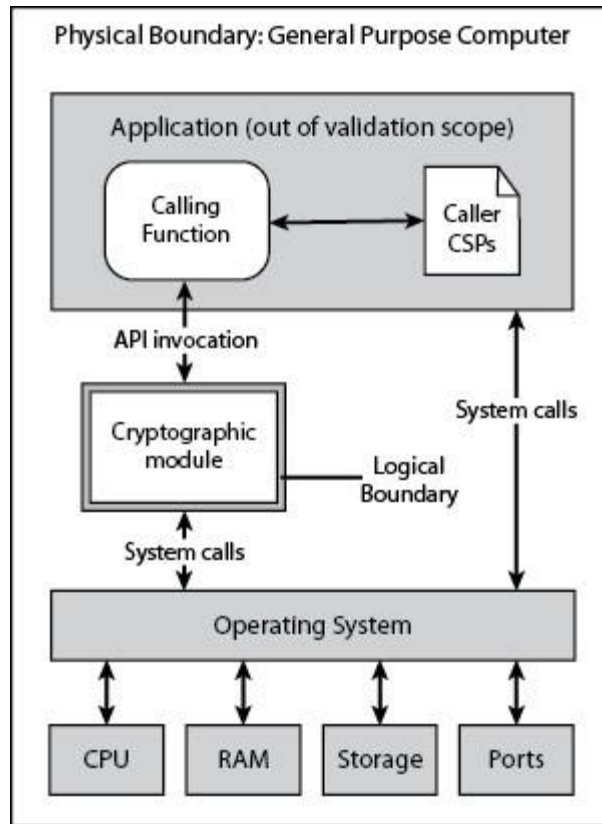 Physical Boundary: General Purpose Computer
Application (out of validation scope)
Calling
Function
Caller
CSPs
API invocation
Cryptographic
module
Logical
Boundary
System calls
System calls
Operating System
CPU
RAM
Storage
Ports